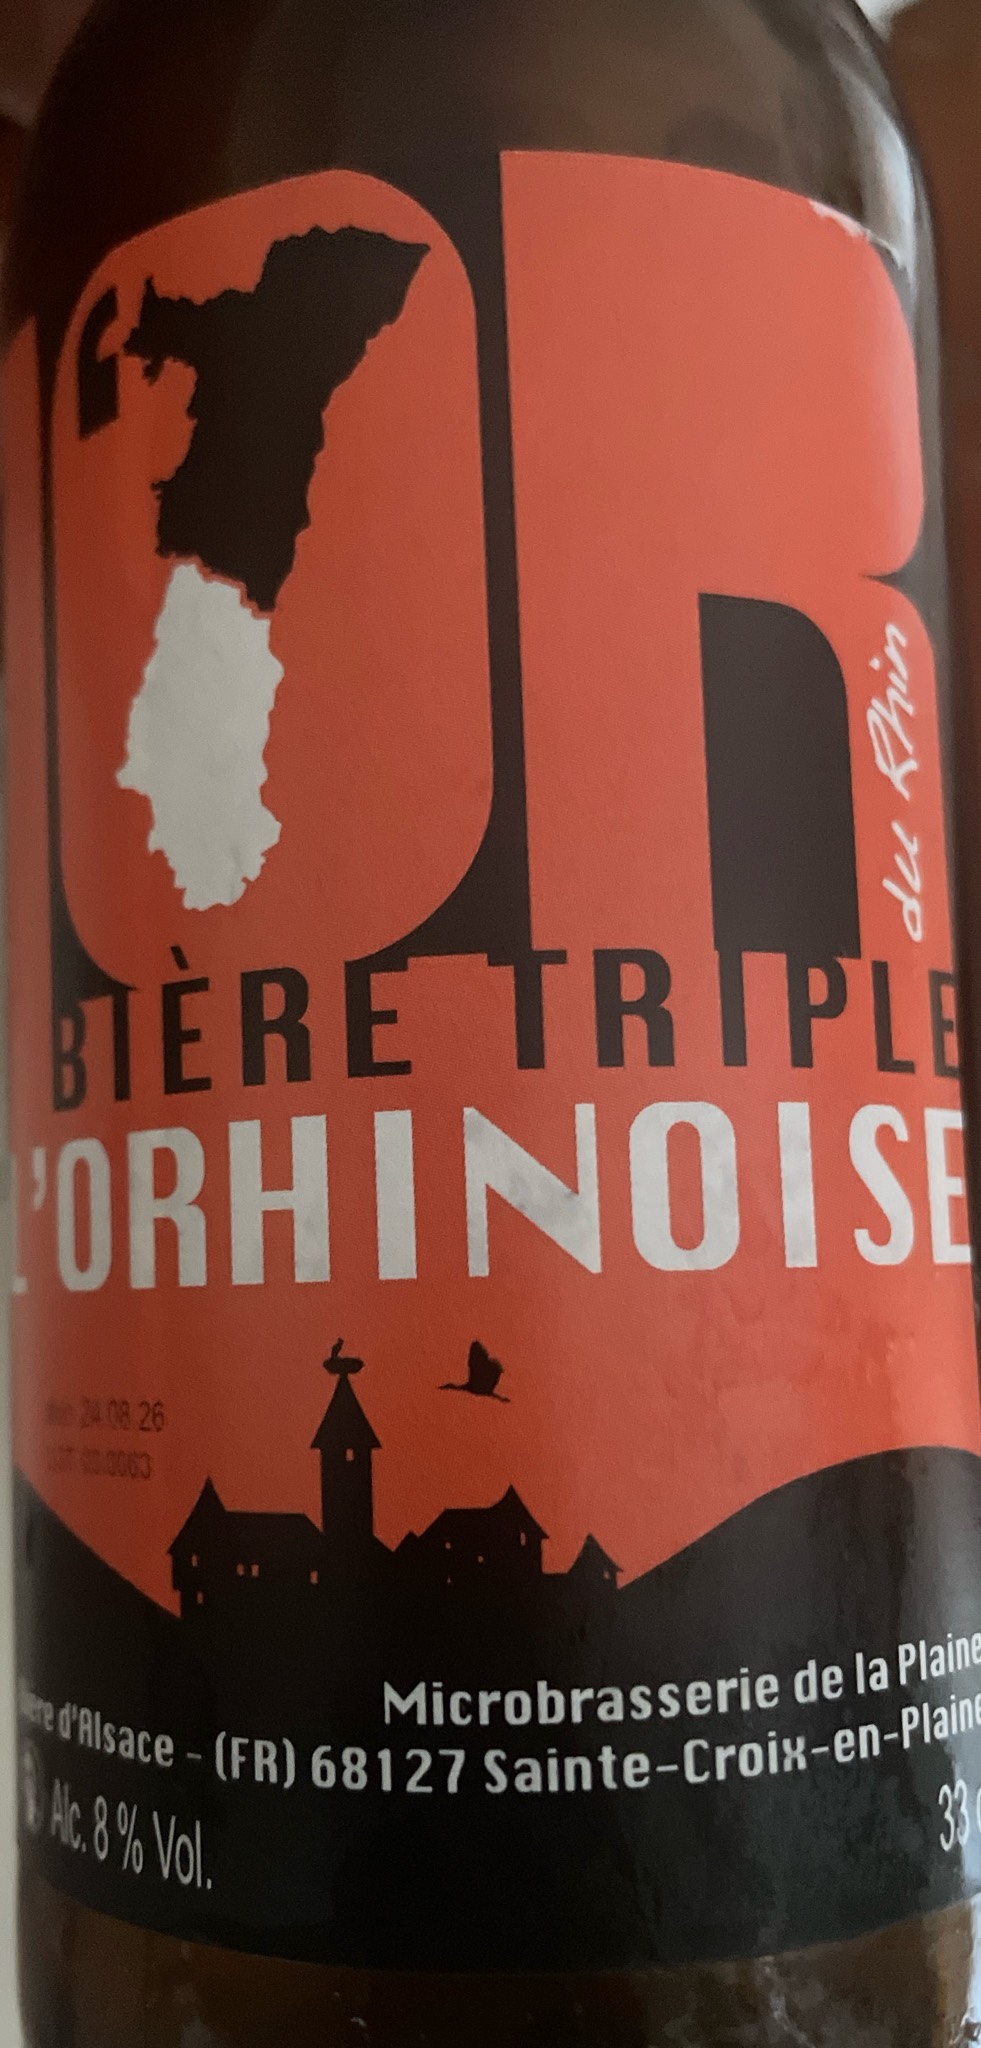 'OR
du Rhin
BIÈRE TRIPLE
L'ORHINOISE
24 08 26
Microbrasserie de la Plaine
d'Alsace - (FR) 68127 Sainte-Croix-en-Plaine
Alc. 8 % Vol.
33